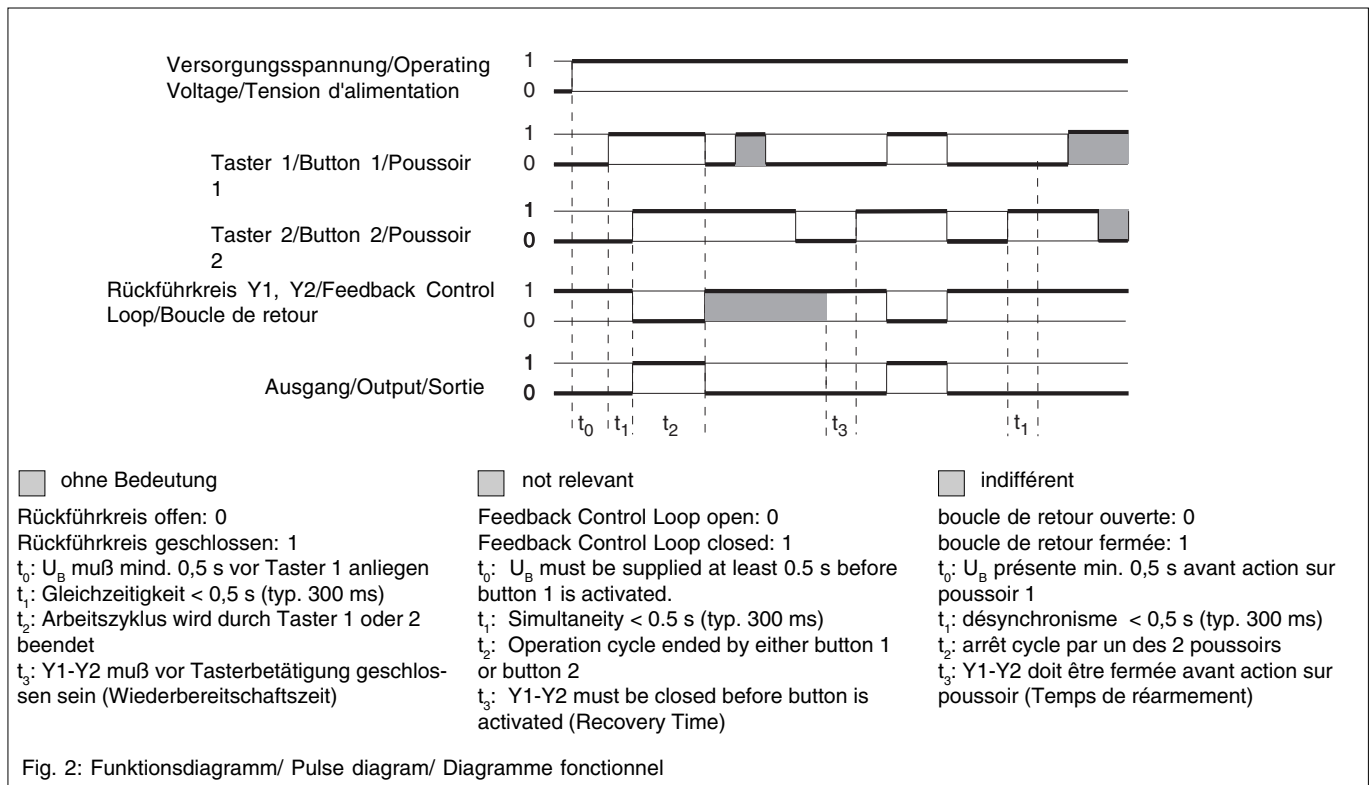 Versorgungsspannung/Operating
Voltage/Tension d'alimentation
1
0
Taster 1/Button 1/Poussoir
1
1
0
Taster 2/Button 2/Poussoir
2
1
0
Rückführkreis Y1, Y2/Feedback Control
Loop/Boucle de retour
1
0
Ausgang/Output/Sortie
1
0
t0 t1 t2 t3 t1
ohne Bedeutung
Rückführkreis offen: 0
Rückführkreis geschlossen: 1
t0: UB muß mind. 0,5 s vor Taster 1 anliegen
t1: Gleichzeitigkeit < 0,5 s (typ. 300 ms)
t2: Arbeitszyklus wird durch Taster 1 oder 2
beendet
t3: Y1-Y2 muß vor Tasterbetätigung geschlos-
sen sein (Wiederbereitschaftszeit)
not relevant
Feedback Control Loop open: 0
Feedback Control Loop closed: 1
t0: UB must be supplied at least 0.5 s before
button 1 is activated.
t1: Simultaneity < 0.5 s (typ. 300 ms)
t2: Operation cycle ended by either button 1
or button 2
t3: Y1-Y2 must be closed before button is
activated (Recovery Time)
indifférent
boucle de retour ouverte: 0
boucle de retour fermée: 1
t0: UB présente min. 0,5 s avant action sur
poussoir 1
t1: désynchronisme < 0,5 s (typ. 300 ms)
t2: arrêt cycle par un des 2 poussoirs
t3: Y1-Y2 doit être fermée avant action sur
poussoir (Temps de réarmement)
Fig. 2: Funktionsdiagramm/ Pulse diagram/ Diagramme fonctionnel